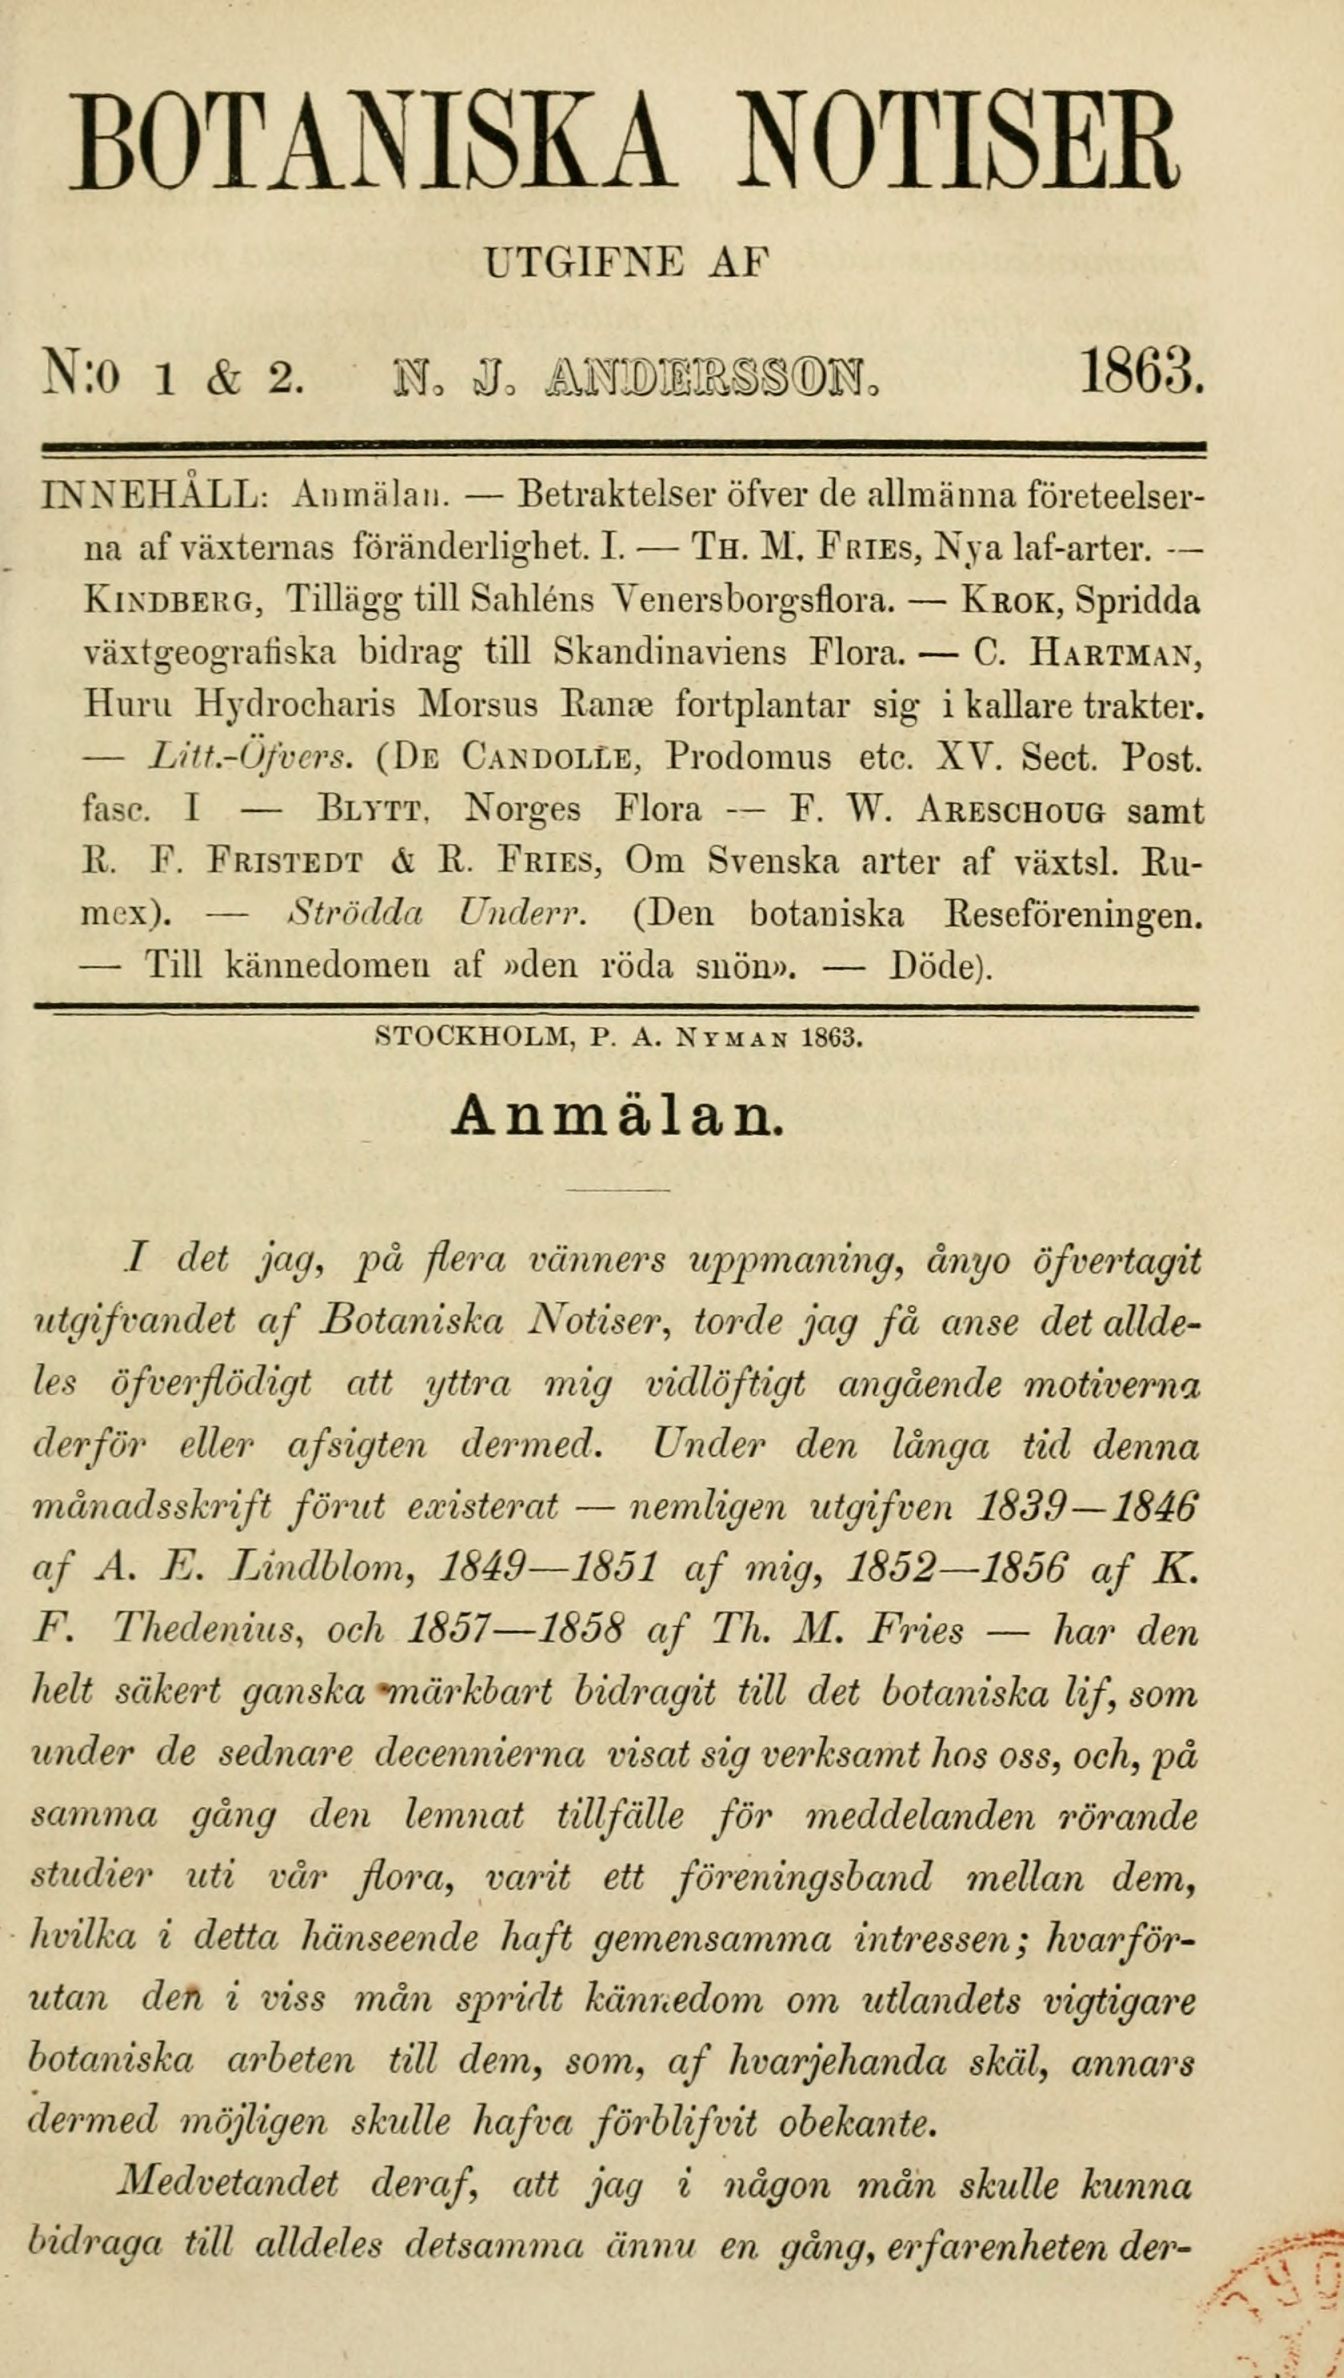 BOTANISKA NOTISER
UTGIFNE AF
N:o 1 & 2. N. J. ANDERSSON. 1863.
INNEHÅLL: Anmälan. — Betraktelser öfver de allmänna företeelser-
na af växternas föränderlighet. I. — TH. M. FRIES, Nya laf-arter. —
KINDBERG, Tillägg till Sahléns Venersborgsflora. — KROK, Spridda
växtgeografiska bidrag till Skandinaviens Flora. — C. HARTMAN,
Huru Hydrocharis Morsus Ranæ fortplantar sig i kallare trakter.
— Litt.-Öfvers. (DE CANDOLLE, Prodomus etc. XV. Sect. Post.
fasc. I — BLYTT, Norges Flora — F. W. ARESCHOUG samt
R. F. FRISTEDT & R. FRIES, Om Svenska arter af växtsl. Ru-
mex). — Strödda Underr. (Den botaniska Reseföreningen.
— Till kännedomen af »den röda snön». — Döde).
STOCKHOLM, P. A. NYMAN 1863.
Anmälan.
I det jag, på flera vänners uppmaning, ånyo öfvertagit
utgifvandet af Botaniska Notiser, torde jag få anse det allde-
les öfverflödigt att yttra mig vidlöftigt angående motiverna
derför eller afsigten dermed. Under den långa tid denna
månadsskrift förut existerat — nemligen utgifven 1839—1846
af A. E. Lindblom, 1849—1851 af mig, 1852—1856 af K.
F. Thedenius, och 1857—1858 af Th. M. Fries — har den
helt säkert ganska märkbart bidragit till det botaniska lif, som
under de sednare decennierna visat sig verksamt hos oss, och, på
samma gång den lemnat tillfälle för meddelanden rörande
studier uti vår flora, varit ett föreningsband mellan dem,
hvilka i detta hänseende haft gemensamma intressen; hvarför-
utan den i viss mån spridt kännedom om utlandets vigtigare
botaniska arbeten till dem, som, af hvarjehanda skäl, annars
dermed möjligen skulle hafva förblifvit obekante.
Medvetandet deraf, att jag i någon mån skulle kunna
bidraga till alldeles detsamma ännu en gång, erfarenheten der-